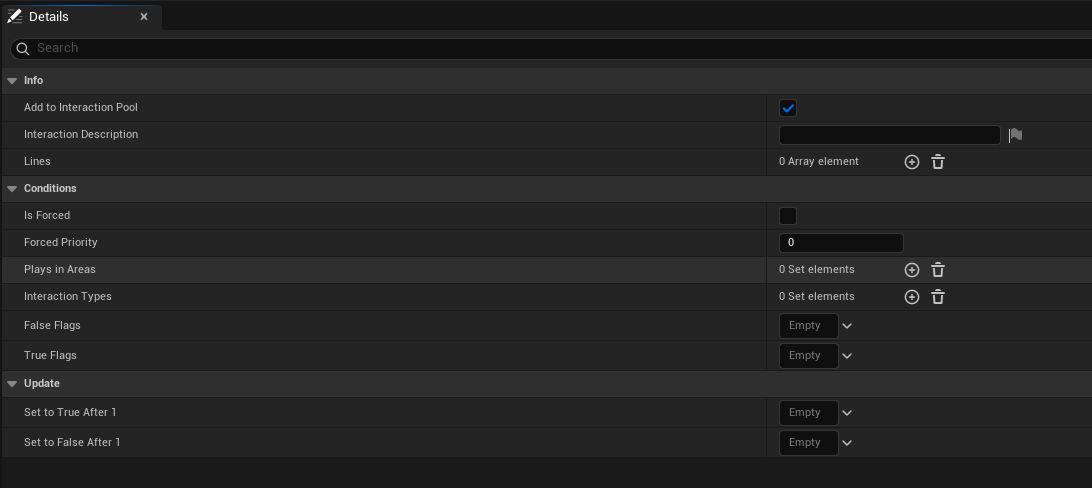 Details
Search
Info
Add to Interaction Pool
Interaction Description
Lines 0 Array element
Conditions
Is Forced
Forced Priority 0
Plays in Areas 0 Set elements
Interaction Types 0 Set elements
False Flags Empty
True Flags Empty
Update
Set to True After 1 Empty
Set to False After 1 Empty